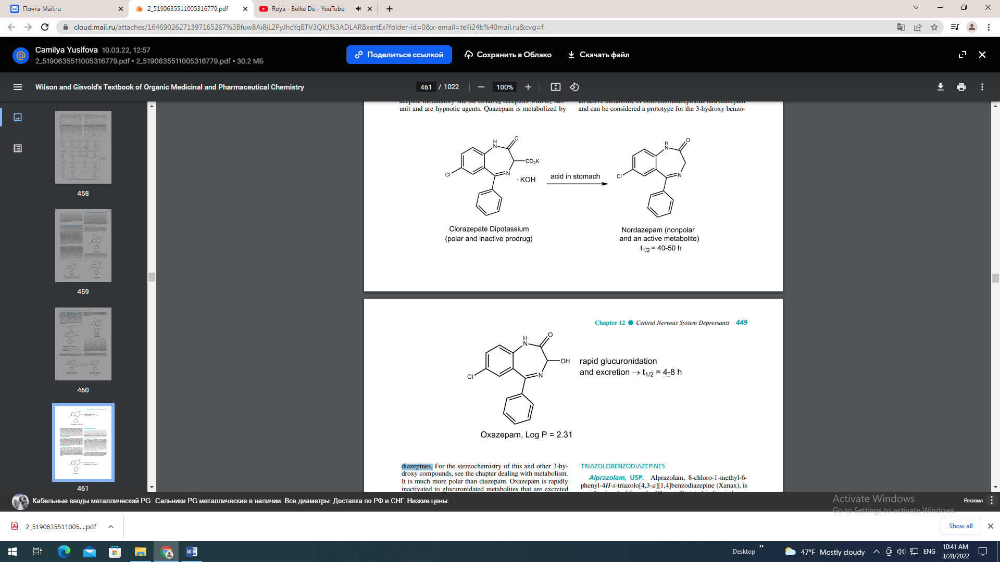 Почта Mail.ru
2_5190635511005316779.pdf
Röya - Belke De - YouTube
cloud.mail.ru/attaches/16469026271397165267%3Bfuw8Ai8jL2PyJhcYqBTV3QKJ%3ADLARBxertEx?folder-id=0&x-email=telli24b%40mail.ru&cvg=f
Camilya Yusifova 10.03.22, 12:57
2_5190635511005316779.pdf • 2_5190635511005316779.pdf • 30.2 МБ
Поделиться ссылкой
Сохранить в Облако
Скачать файл
Wilson and Gisvold's Textbook of Organic Medicinal and Pharmaceutical Chemistry
461 / 1022
100%
458
459
460
461
unit and are hypnotic agents. Quazepam is metabolized by
and can be considered a prototype for the 3-hydroxy benzo-
H
N
O
CO2K
N
Cl
· KOH
acid in stomach
H
N
O
N
Cl
Clorazepate Dipotassium
(polar and inactive prodrug)
Nordazepam (nonpolar
and an active metabolite)
t1/2 = 40-50 h
Chapter 12 Central Nervous System Depressants 449
H
N
O
OH
N
Cl
rapid glucuronidation
and excretion → t1/2 = 4-8 h
Oxazepam, Log P = 2.31
diazepines. For the stereochemistry of this and other 3-hy-
droxy compounds, see the chapter dealing with metabolism.
It is much more polar than diazepam. Oxazepam is rapidly
inactivated to glucuronidated metabolites that are excreted
TRIAZOLOBENZODIAZEPINES
Alprazolam, USP. Alprazolam, 8-chloro-1-methyl-6-
phenyl-4H-s-triazolo[4,3-a][1,4]benzodiazepine (Xanax), is
Кабельные вводы металлический PG Сальники PG металлические в наличии. Все диаметры. Доставка по РФ и СНГ. Низкие цены.
Реклама
Activate Windows
Go to Settings to activate Windows.
2_5190635511005....pdf
Show all
Desktop
47°F Mostly cloudy
ENG
10:41 AM
3/28/2022